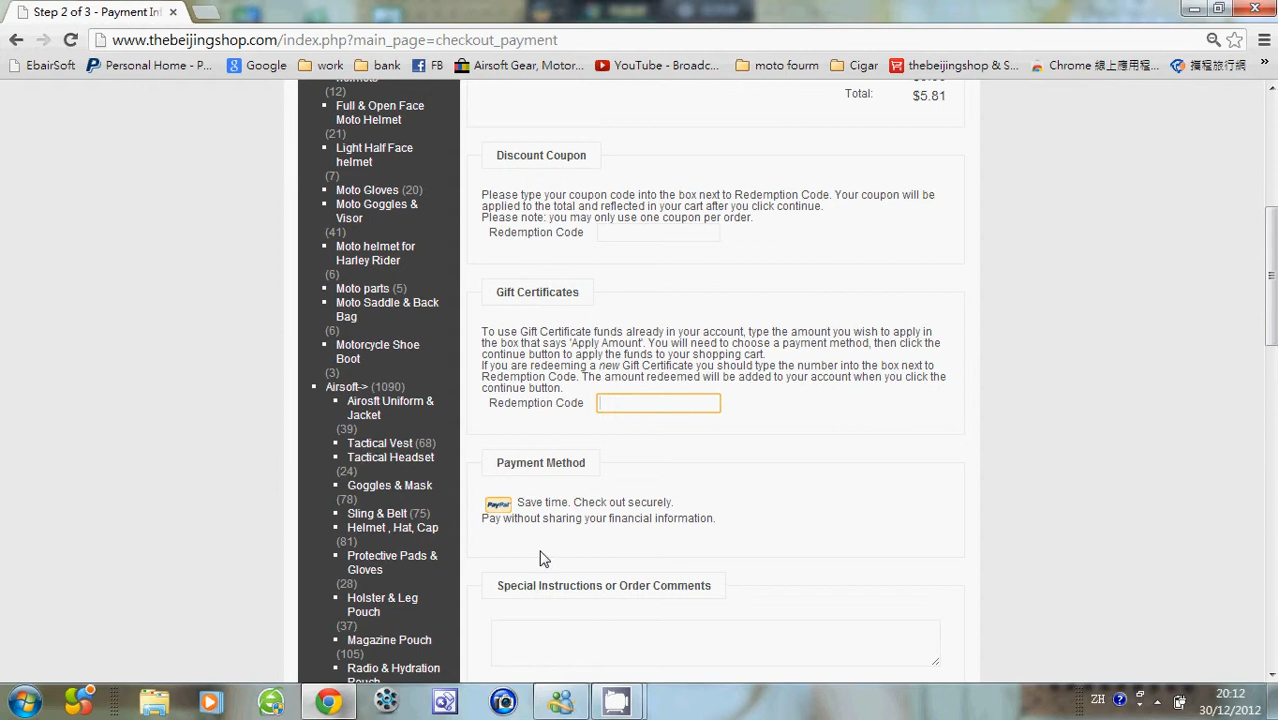 Step 2 of 3 - Payment In
www.thebeijingshop.com/index.php?main_page=checkout_payment
EbairSoft
Personal Home - P...
Google
work
bank
FB
Airsoft Gear, Motor...
YouTube - Broadc...
moto fourm
Cigar
thebeijingshop & S...
Chrome 線上應用程...
攜程旅行網
helmets
(12)
Full & Open Face
Moto Helmet
(21)
Light Half Face
helmet
(7)
Moto Gloves (20)
Moto Goggles &
Visor
(41)
Moto helmet for
Harley Rider
(6)
Moto parts (5)
Moto Saddle & Back
Bag
(6)
Motorcycle Shoe
Boot
(3)
Airsoft-> (1090)
Airosft Uniform &
Jacket
(39)
Tactical Vest (68)
Tactical Headset
(24)
Goggles & Mask
(78)
Sling & Belt (75)
Helmet , Hat, Cap
(81)
Protective Pads &
Gloves
(28)
Holster & Leg
Pouch
(37)
Magazine Pouch
(105)
Radio & Hydration
Pouch
Total: $5.81
Discount Coupon
Please type your coupon code into the box next to Redemption Code. Your coupon will be
applied to the total and reflected in your cart after you click continue.
Please note: you may only use one coupon per order.
Redemption Code
Gift Certificates
To use Gift Certificate funds already in your account, type the amount you wish to apply in
the box that says 'Apply Amount'. You will need to choose a payment method, then click the
continue button to apply the funds to your shopping cart.
If you are redeeming a new Gift Certificate you should type the number into the box next to
Redemption Code. The amount redeemed will be added to your account when you click the
continue button.
Redemption Code
Payment Method
PayPal Save time. Check out securely.
Pay without sharing your financial information.
Special Instructions or Order Comments
ZH
20:12
30/12/2012